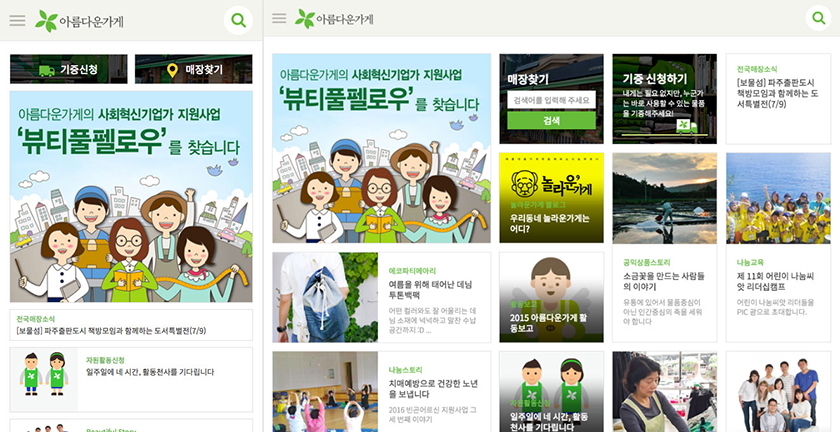 아름다운가게
기증신청
매장찾기
아름다운가게의 사회혁신기업가 지원사업
'뷰티풀펠로우'를 찾습니다
전국매장소식
[보물섬] 파주출판도시 책방모임과 함께하는 도서특별전(7/9)
자원활동신청
일주일에 네 시간, 활동천사를 기다립니다
Beautiful Story
아름다운가게
아름다운가게의 사회혁신기업가 지원사업
'뷰티풀펠로우'를 찾습니다
매장찾기
검색어를 입력해 주세요
검색
기증 신청하기
내게는 필요 없지만, 누군가
는 바로 사용할 수 있는 물품
을 기증해주세요!
전국매장소식
[보물섬] 파주출판도시
책방모임과 함께하는 도
서특별전(7/9)
놀라운가게
놀라운가게 블로그
우리동네 놀라운가게는
어디?
공익상품스토리
소금꽃을 만드는 사람들
의 이야기
유통에 있어서 물품중심이
아닌 인간중심의 축을 세워
야 합니다
나눔교육
제 11회 어린이 나눔씨
앗 리더십캠프
어린이 나눔씨앗 리더들을
PIC 괌으로 초대합니다.
에코파티메아리
여름을 위해 태어난 데님
투톤백팩
어떤 컬러와도 잘 어울리는 데
님 소재에 넉넉하고 알찬 수납
공간까지 :D ...
활동보고
2015 아름다운가게 활
동보고
나눔스토리
치매예방으로 건강한 노년
을 보냅니다
2016 빈곤어르신 지원사업 그
세 번째 이야기
자원활동신청
일주일에 네 시간, 활동
천사를 기다립니다